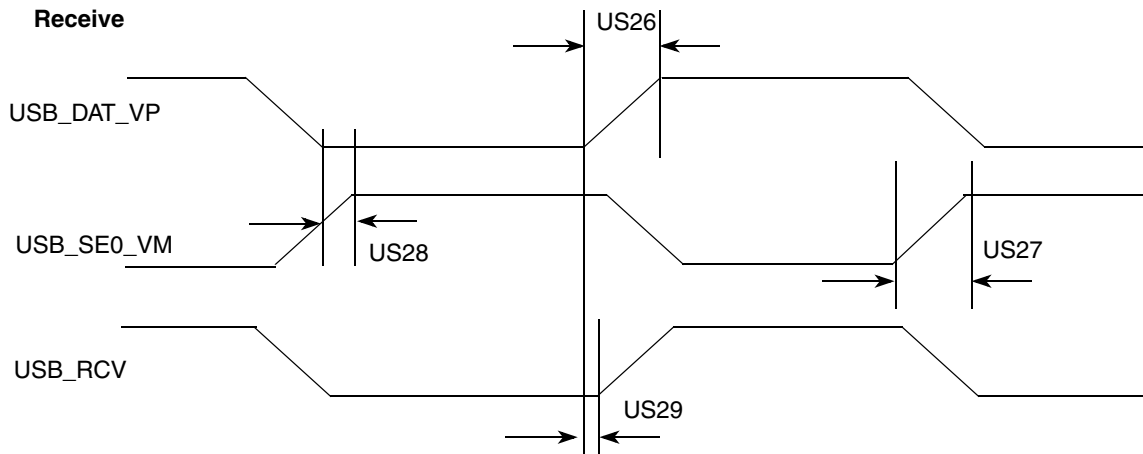 Receive
US26
USB_DAT_VP
USB_SE0_VM
US28
US27
USB_RCV
US29